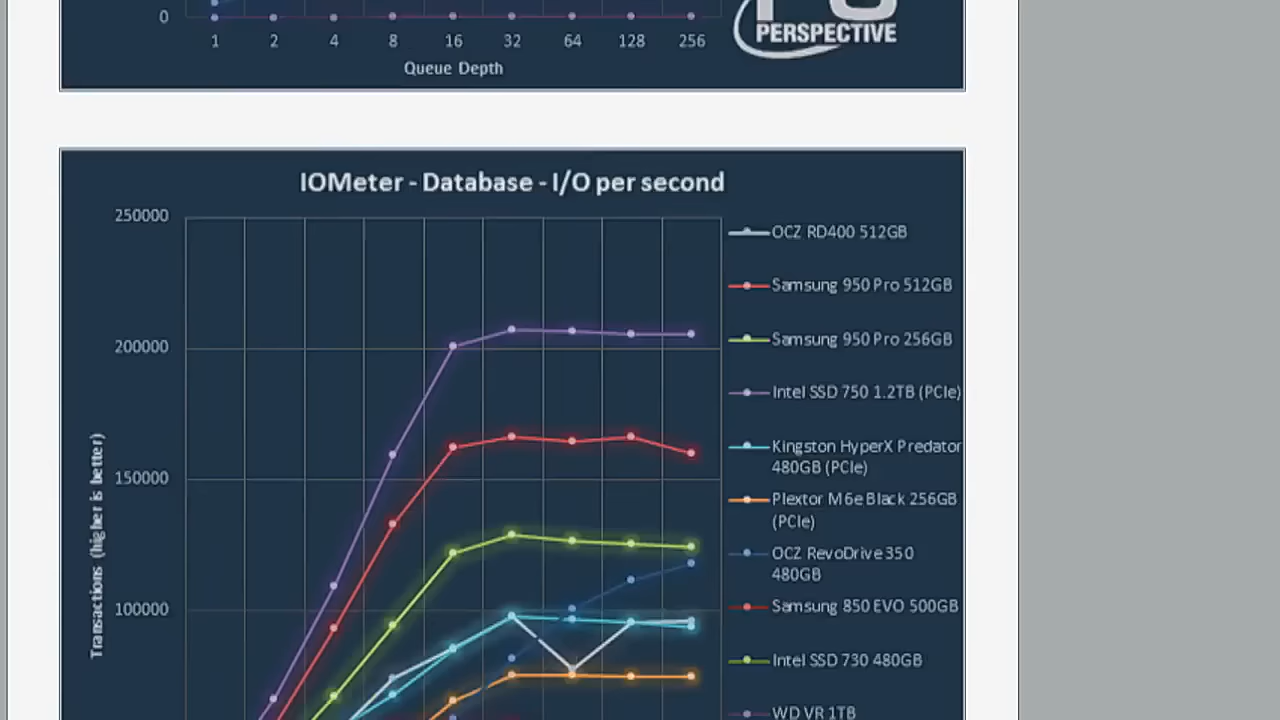 0
1 2 4 8 16 32 64 128 256
Queue Depth
PERSPECTIVE
IOMeter - Database - I/O per second
250000
200000
150000
100000
Transactions (higher is better)
OCZ RD400 512GB
Samsung 950 Pro 512GB
Samsung 950 Pro 256GB
Intel SSD 750 1.2TB (PCIe)
Kingston HyperX Predator
480GB (PCIe)
Plextor M6e Black 256GB
(PCIe)
OCZ RevoDrive 350
480GB
Samsung 850 EVO 500GB
Intel SSD 730 480GB
WD VR 1TB